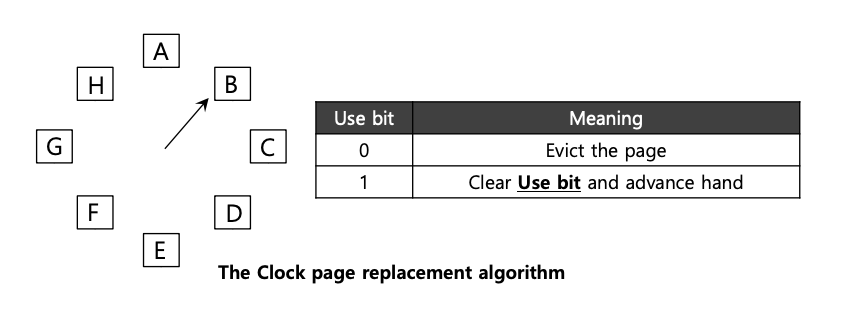 A
H
B
G
C
F
D
E
Use bit Meaning
0 Evict the page
1 Clear Use bit and advance hand
The Clock page replacement algorithm